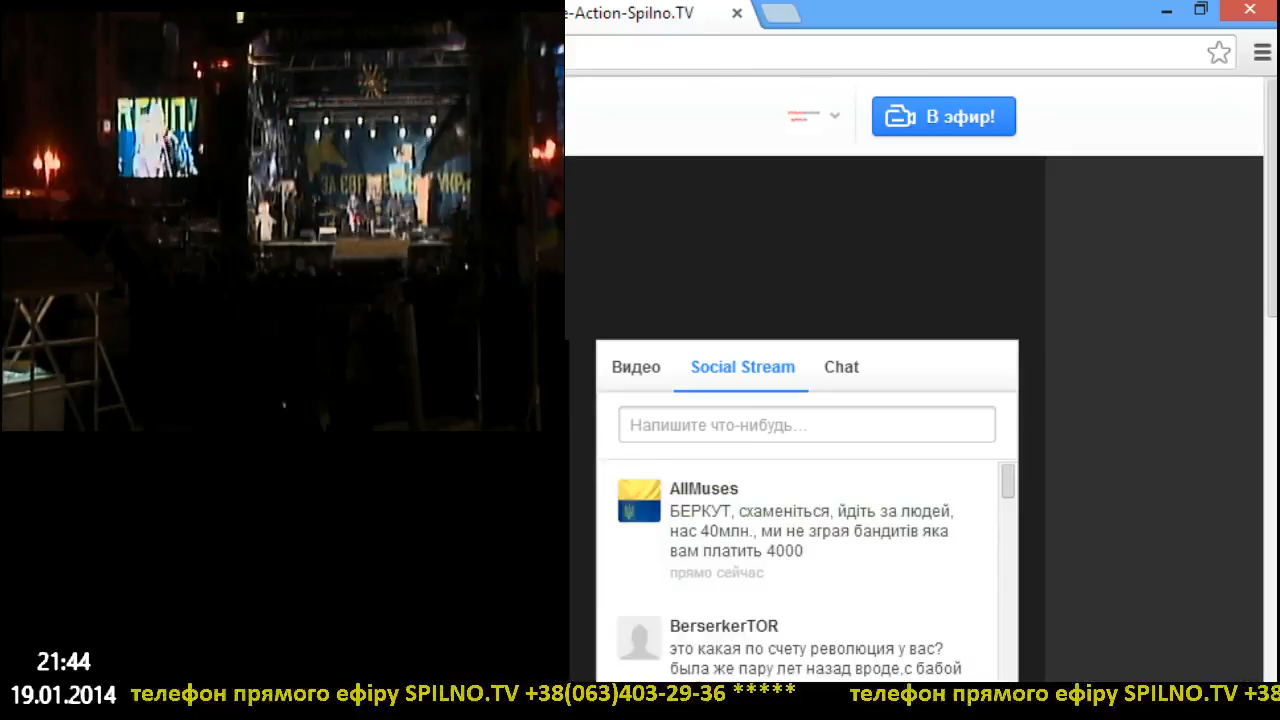 e-Action-Spilno.TV
В эфир!
ЗА ЄВРОПЕ
Видео
Social Stream
Chat
Напишите что-нибудь...
AllMuses
БЕРКУТ, схаменіться, йдіть за людей,
нас 40млн., ми не зграя бандитів яка
вам платить 4000
прямо сейчас
BerserkerTOR
это какая по счету революция у вас?
была же пару лет назад вроде,с бабой
21:44
19.01.2014
телефон прямого ефіру SPILNO.TV +38(063)403-29-36 ***** телефон прямого ефіру SPILNO.TV +38